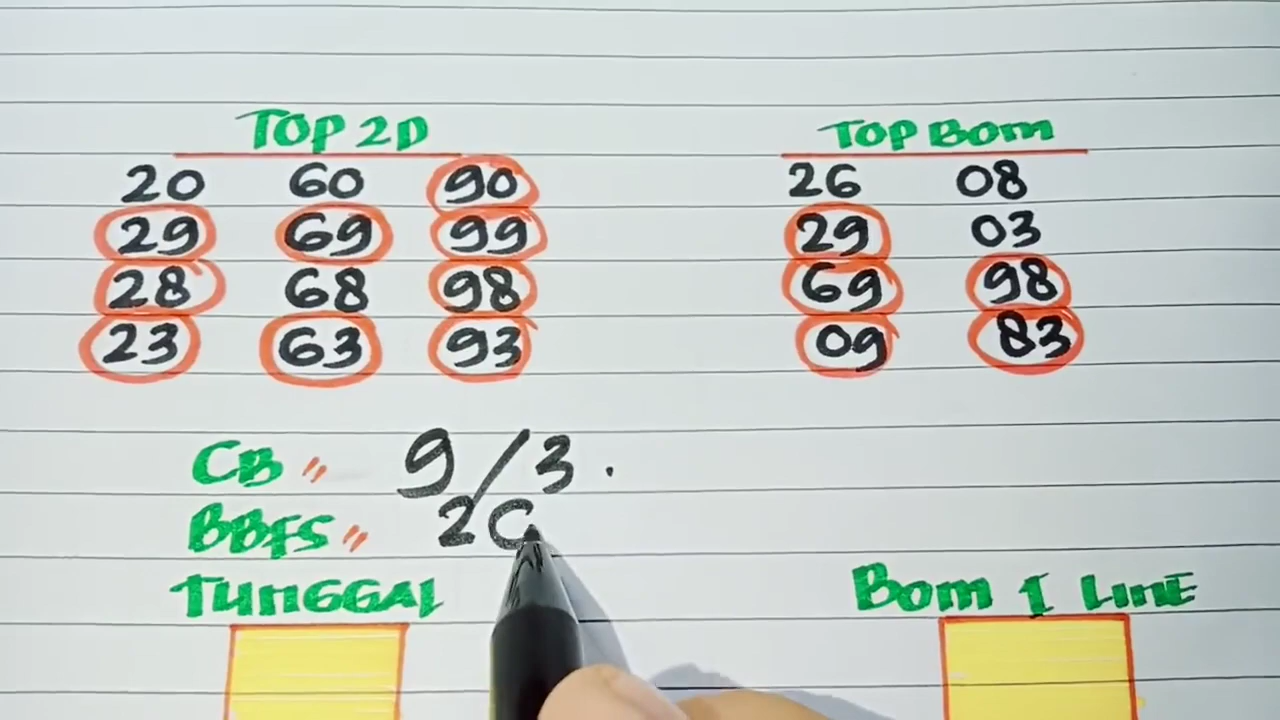 TOP 2D
20 60 90
29 69 99
28 68 98
23 63 93
TOP BOM
26 08
29 03
69 98
09 83
CB " 9/3.
BBFS " 2
TUNGGAL
BOM 1 LINE